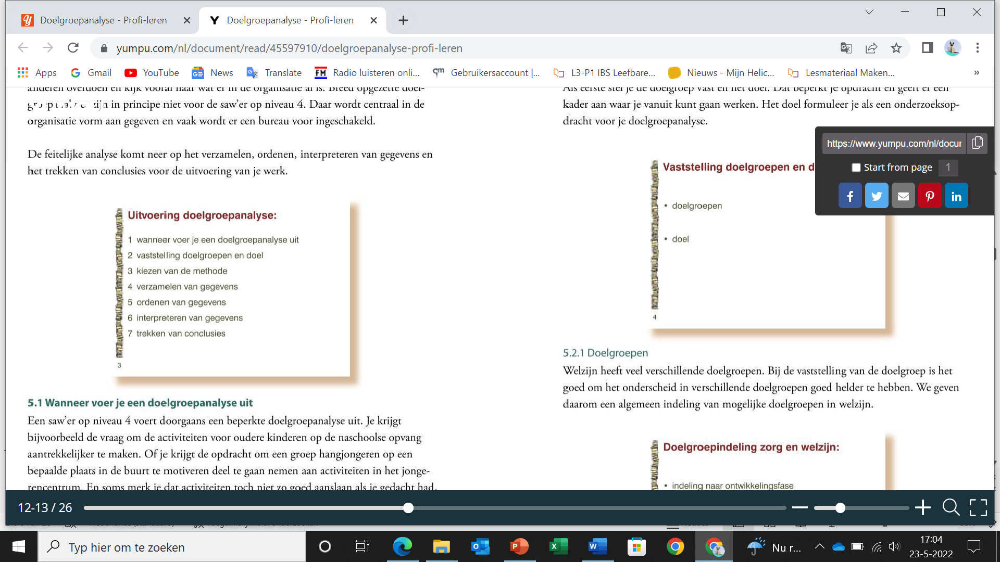 Doelgroepanalyse - Profi-leren
Doelgroepanalyse - Profi-leren
yumpu.com/nl/document/read/45597910/doelgroepanalyse-profi-leren
Apps
Gmail
YouTube
News
Translate
FM
Radio luisteren onli...
Gebruikersaccount |...
L3-P1 IBS Leefbare...
Nieuws - Mijn Helic...
Lesmateriaal Maken...
»
anderen overdoen en kijk vooral naar wat er in de organisatie al is. Breed opgezette doel-
groepanalyses zijn in principe niet voor de saw'er op niveau 4. Daar wordt centraal in de
organisatie vorm aan gegeven en vaak wordt er een bureau voor ingeschakeld.
De feitelijke analyse komt neer op het verzamelen, ordenen, interpreteren van gegevens en
het trekken van conclusies voor de uitvoering van je werk.
Uitvoering doelgroepanalyse:
1 wanneer voer je een doelgroepanalyse uit
2 vaststelling doelgroepen en doel
3 kiezen van de methode
4 verzamelen van gegevens
5 ordenen van gegevens
6 interpreteren van gegevens
7 trekken van conclusies
3
5.1 Wanneer voer je een doelgroepanalyse uit
Een saw'er op niveau 4 voert doorgaans een beperkte doelgroepanalyse uit. Je krijgt
bijvoorbeeld de vraag om de activiteiten voor oudere kinderen op de naschoolse opvang
aantrekkelijker te maken. Of je krijgt de opdracht om een groep hangjongeren op een
bepaalde plaats in de buurt te motiveren deel te gaan nemen aan activiteiten in het jonge-
rencentrum. En soms merk je dat activiteiten toch niet zo goed aanslaan als je gedacht had.
Als eerste stel je de doelgroep vast en het doel. Dat beperkt je opdracht en geeft er een
kader aan waar je vanuit kunt gaan werken. Het doel formuleer je als een onderzoeksop-
dracht voor je doelgroepanalyse.
https://www.yumpu.com/nl/docur
Start from page 1
Vaststelling doelgroepen en d
• doelgroepen
• doel
4
5.2.1 Doelgroepen
Welzijn heeft veel verschillende doelgroepen. Bij de vaststelling van de doelgroep is het
goed om het onderscheid in verschillende doelgroepen goed helder te hebben. We geven
daarom een algemeen indeling van mogelijke doelgroepen in welzijn.
Doelgroepindeling zorg en welzijn:
• indeling naar ontwikkelingsfase
12-13 / 26
Typ hier om te zoeken
Nu r...
17:04
23-5-2022